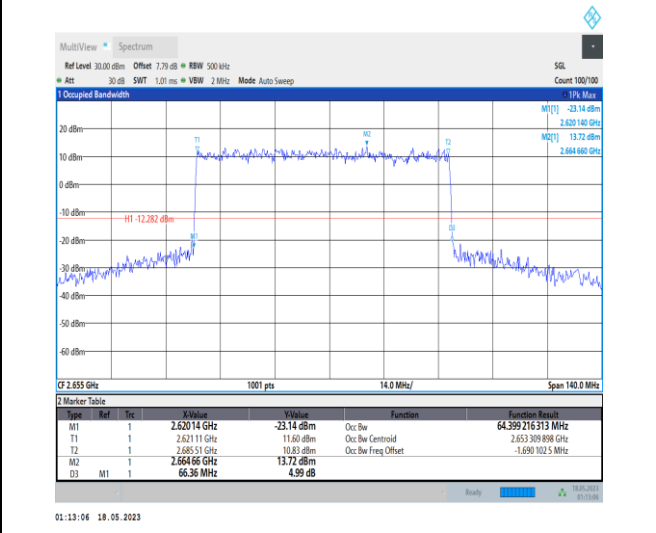 MultiView Spectrum
Ref Level 30.00 dBm Offset 7.79 dB RBW 500 kHz SGL
Att 30 dB SWT 1.01 ms VBW 2 MHz Mode Auto Sweep Count 100/100
1 Occupied Bandwidth 1Pk Max
M1[1] -23.14 dBm
2.620 140 GHz
M2[1] 13.72 dBm
2.664 660 GHz
20 dBm
M2
T1
T2
10 dBm
0 dBm
-10 dBm
H1 -12.282 dBm
D3
M1
-20 dBm
-30 dBm
-40 dBm
-50 dBm
-60 dBm
CF 2.655 GHz 1001 pts 14.0 MHz/ Span 140.0 MHz
2 Marker Table
Type Ref Trc X-Value Y-Value Function Function Result
M1 1 2.62014 GHz -23.14 dBm Occ Bw 64.399 216 313 MHz
T1 1 2.621 11 GHz 11.60 dBm Occ Bw Centroid 2.653 309 898 GHz
T2 1 2.685 51 GHz 10.83 dBm Occ Bw Freq Offset -1.690 102 5 MHz
M2 1 2.664 66 GHz 13.72 dBm
D3 M1 1 66.36 MHz 4.99 dB
Ready 18.05.2023
01:13:06
01:13:06 18.05.2023